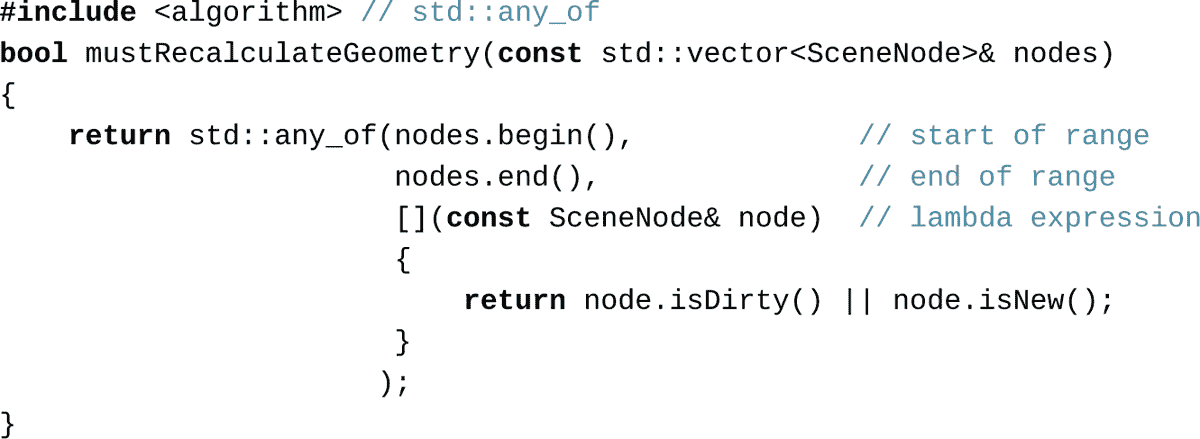 #include <algorithm> // std::any_of
bool mustRecalculateGeometry(const std::vector<SceneNode>& nodes)
{
    return std::any_of(nodes.begin(),             // start of range
                       nodes.end(),               // end of range
                       [](const SceneNode& node)  // lambda expression
                       {
                           return node.isDirty() || node.isNew();
                       }
                      );
}